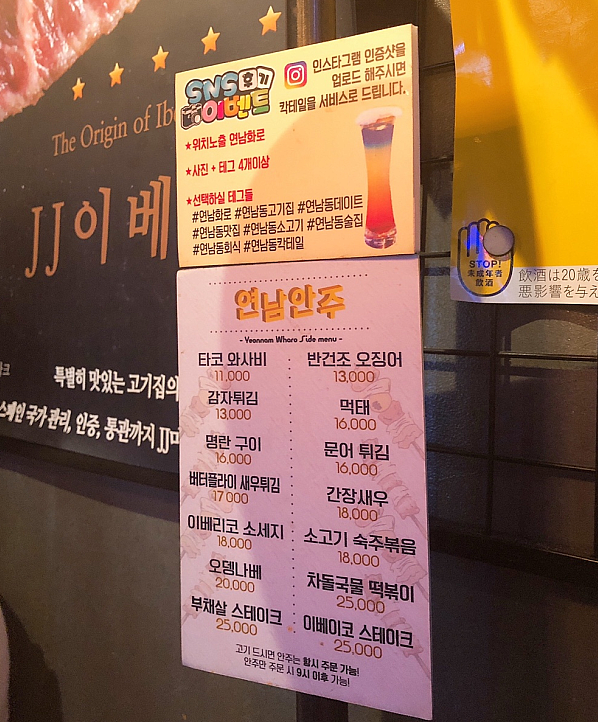 SNS후기
이벤트
인스타그램 인증샷을
업로드 해주시면
칵테일을 서비스로 드립니다.
★위치노출 연남화로
★사진 + 태그 4개이상
★선택하실 태그들
#연남화로 #연남동고기집 #연남동데이트
#연남동맛집 #연남동소고기 #연남동술집
#연남동회식 #연남동칵테일
연남안주
- Yeonnam Wharo Side menu -
타코 와사비
11,000
감자튀김
13,000
명란 구이
16,000
버터플라이 새우튀김
17,000
이베리코 소세지
18,000
오뎅나베
20,000
부채살 스테이크
25,000
반건조 오징어
13,000
먹태
16,000
문어 튀김
16,000
간장새우
18,000
소고기 숙주볶음
18,000
차돌국물 떡볶이
25,000
이베이코 스테이크
25,000
고기 드시면 안주는 항시 주문 가능!
안주만 주문 시 9시 이후 가능!
The Origin of Ibe
JJ이베
특별히 맛있는 고기집의
스페인 국가 관리, 인증, 통관까지 JJ
STOP!
未成年者
飲酒
飲酒は20歳を
悪影響を与え